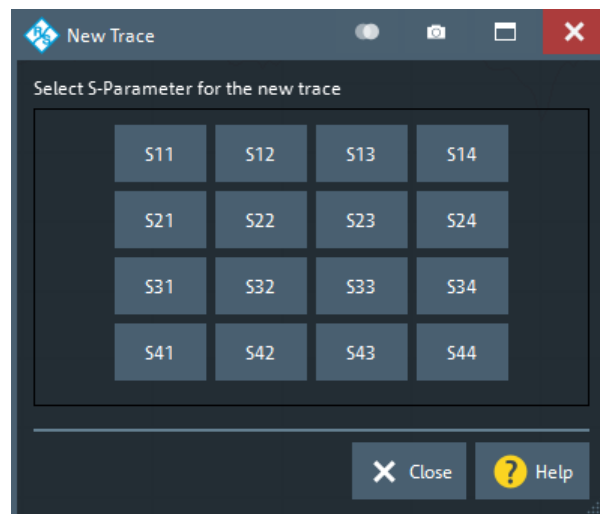 R/S New Trace
Select S-Parameter for the new trace
S11 S12 S13 S14
S21 S22 S23 S24
S31 S32 S33 S34
S41 S42 S43 S44
Close ? Help